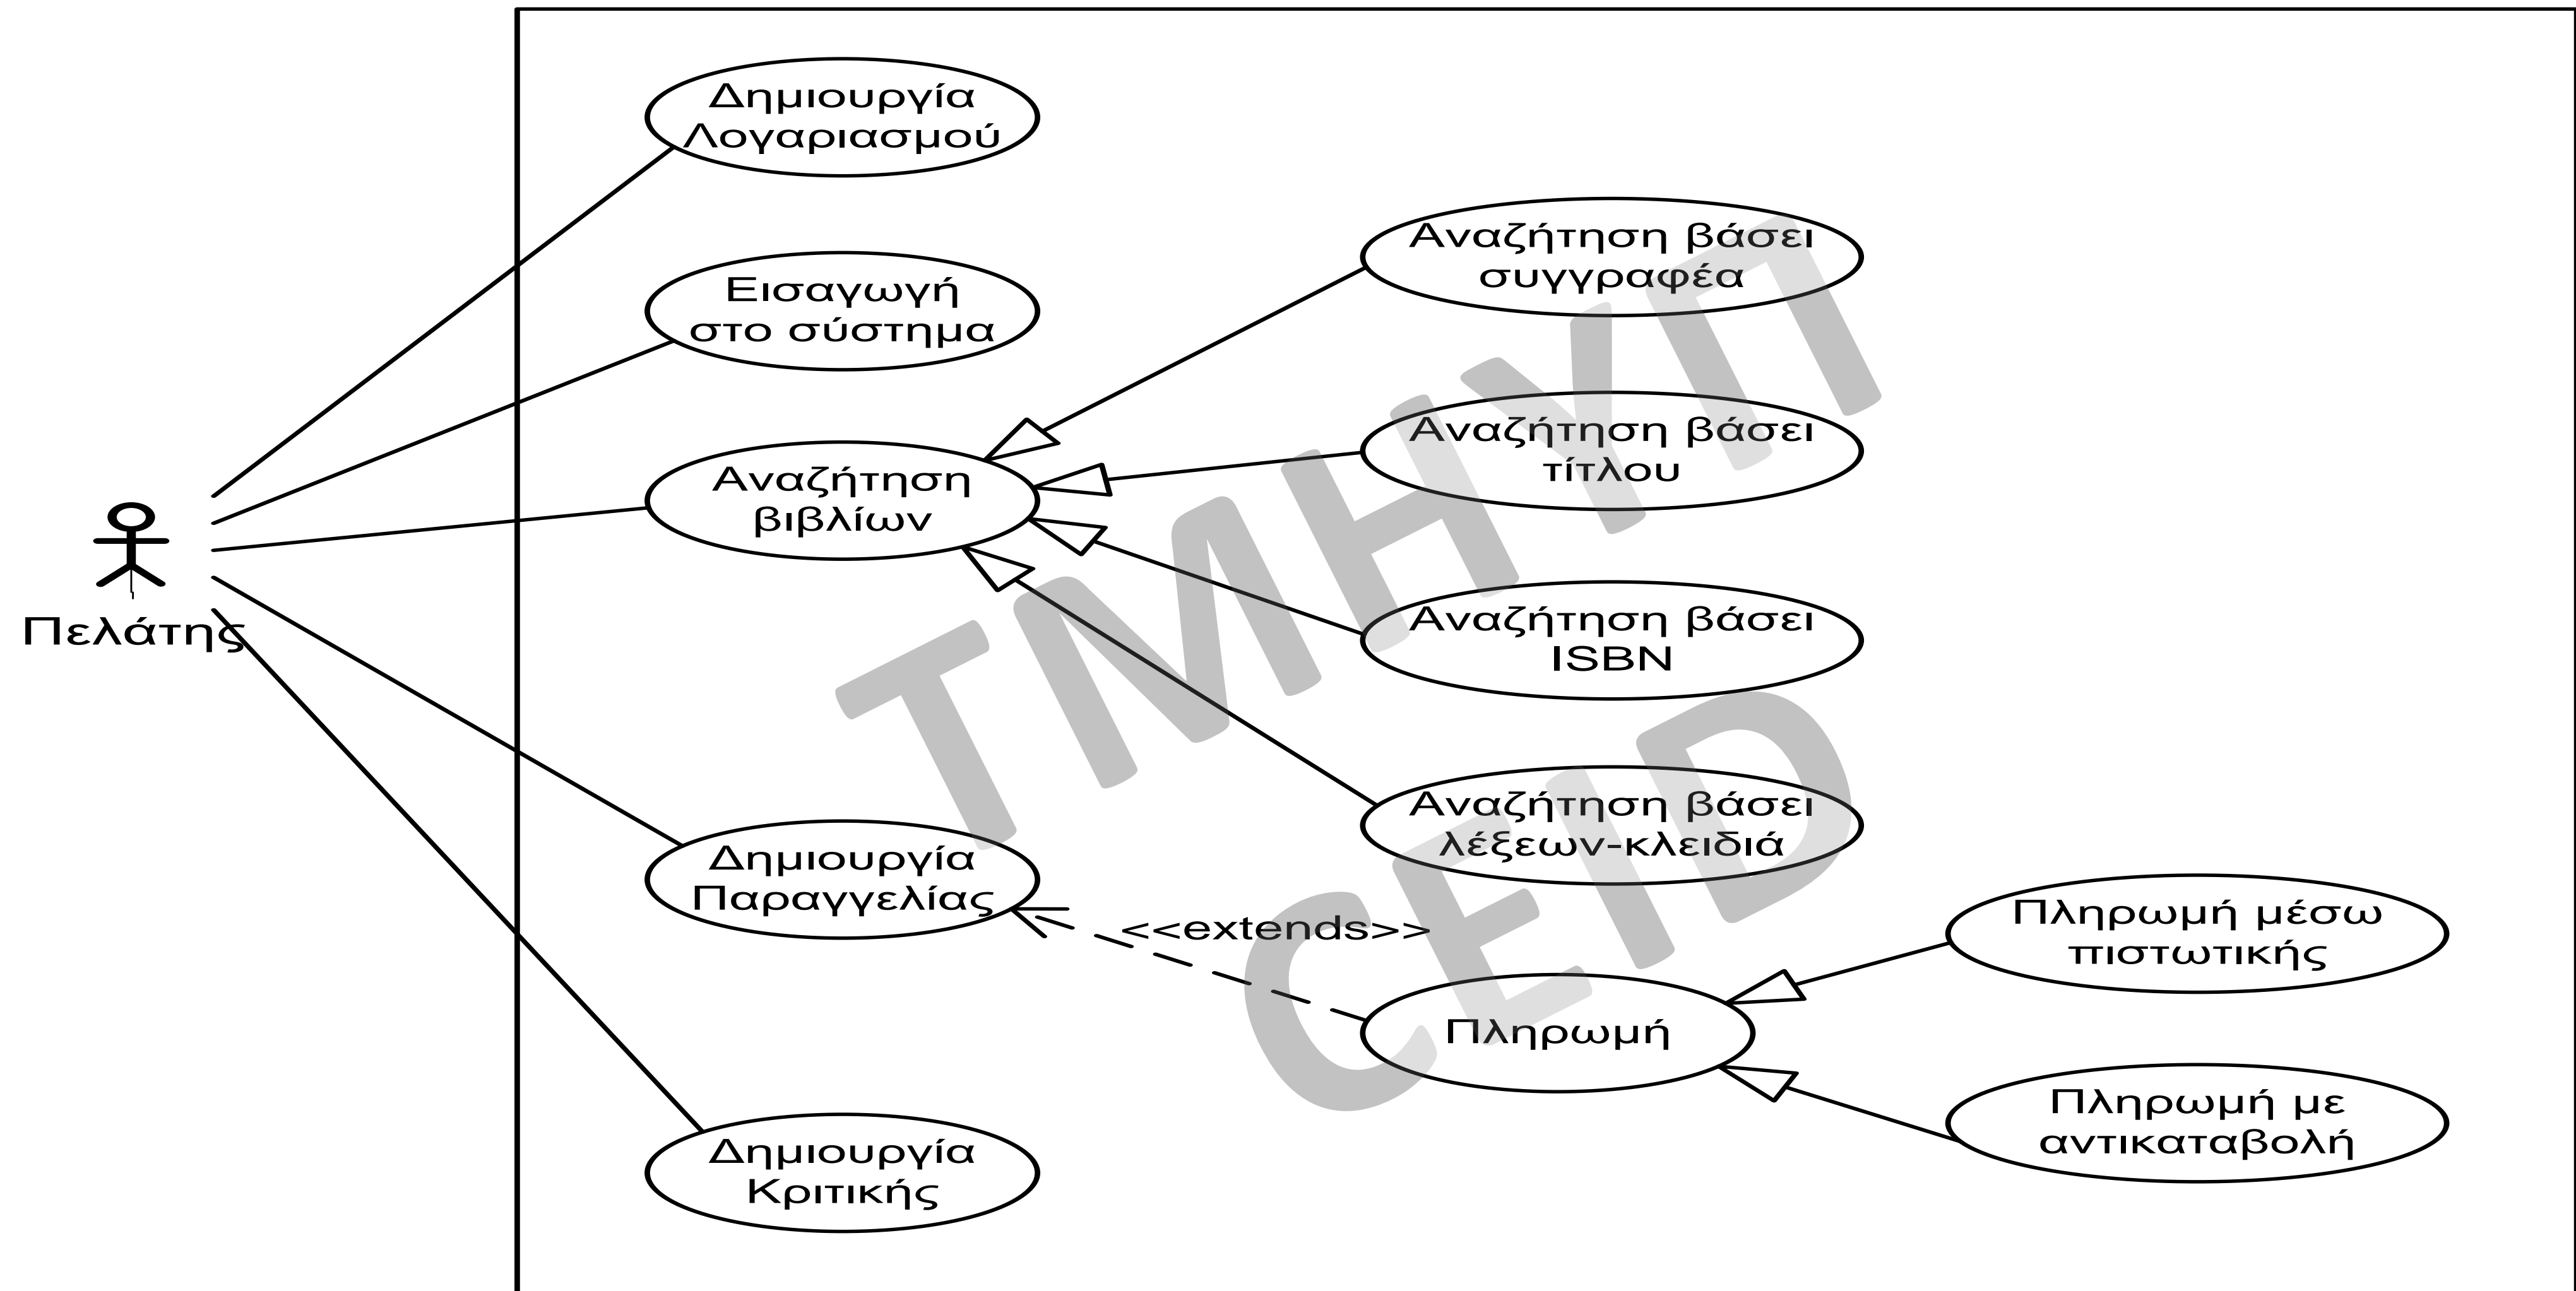 Δημιουργία
Λογαριασμού
Εισαγωγή
στο σύστημα
Αναζήτηση
βιβλίων
Αναζήτηση βάσει
συγγραφέα
Αναζήτηση βάσει
τίτλου
Αναζήτηση βάσει
ISBN
Αναζήτηση βάσει
λέξεων-κλειδιά
Πελάτης
Δημιουργία
Παραγγελίας
<<extends>>
Πληρωμή
Πληρωμή μέσω
πιστωτικής
Πληρωμή με
αντικαταβολή
Δημιουργία
Κριτικής
ΤΜΗΥΠ
CEID